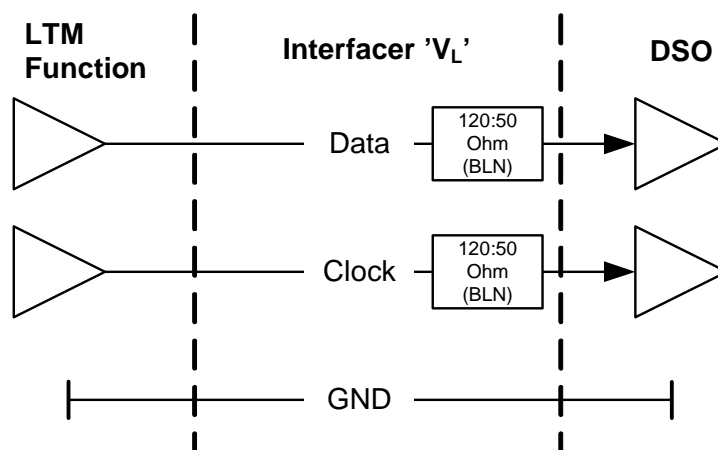 LTM
Function
Interfacer ’VL’
DSO
Data
120:50
Ohm
(BLN)
Clock
120:50
Ohm
(BLN)
GND